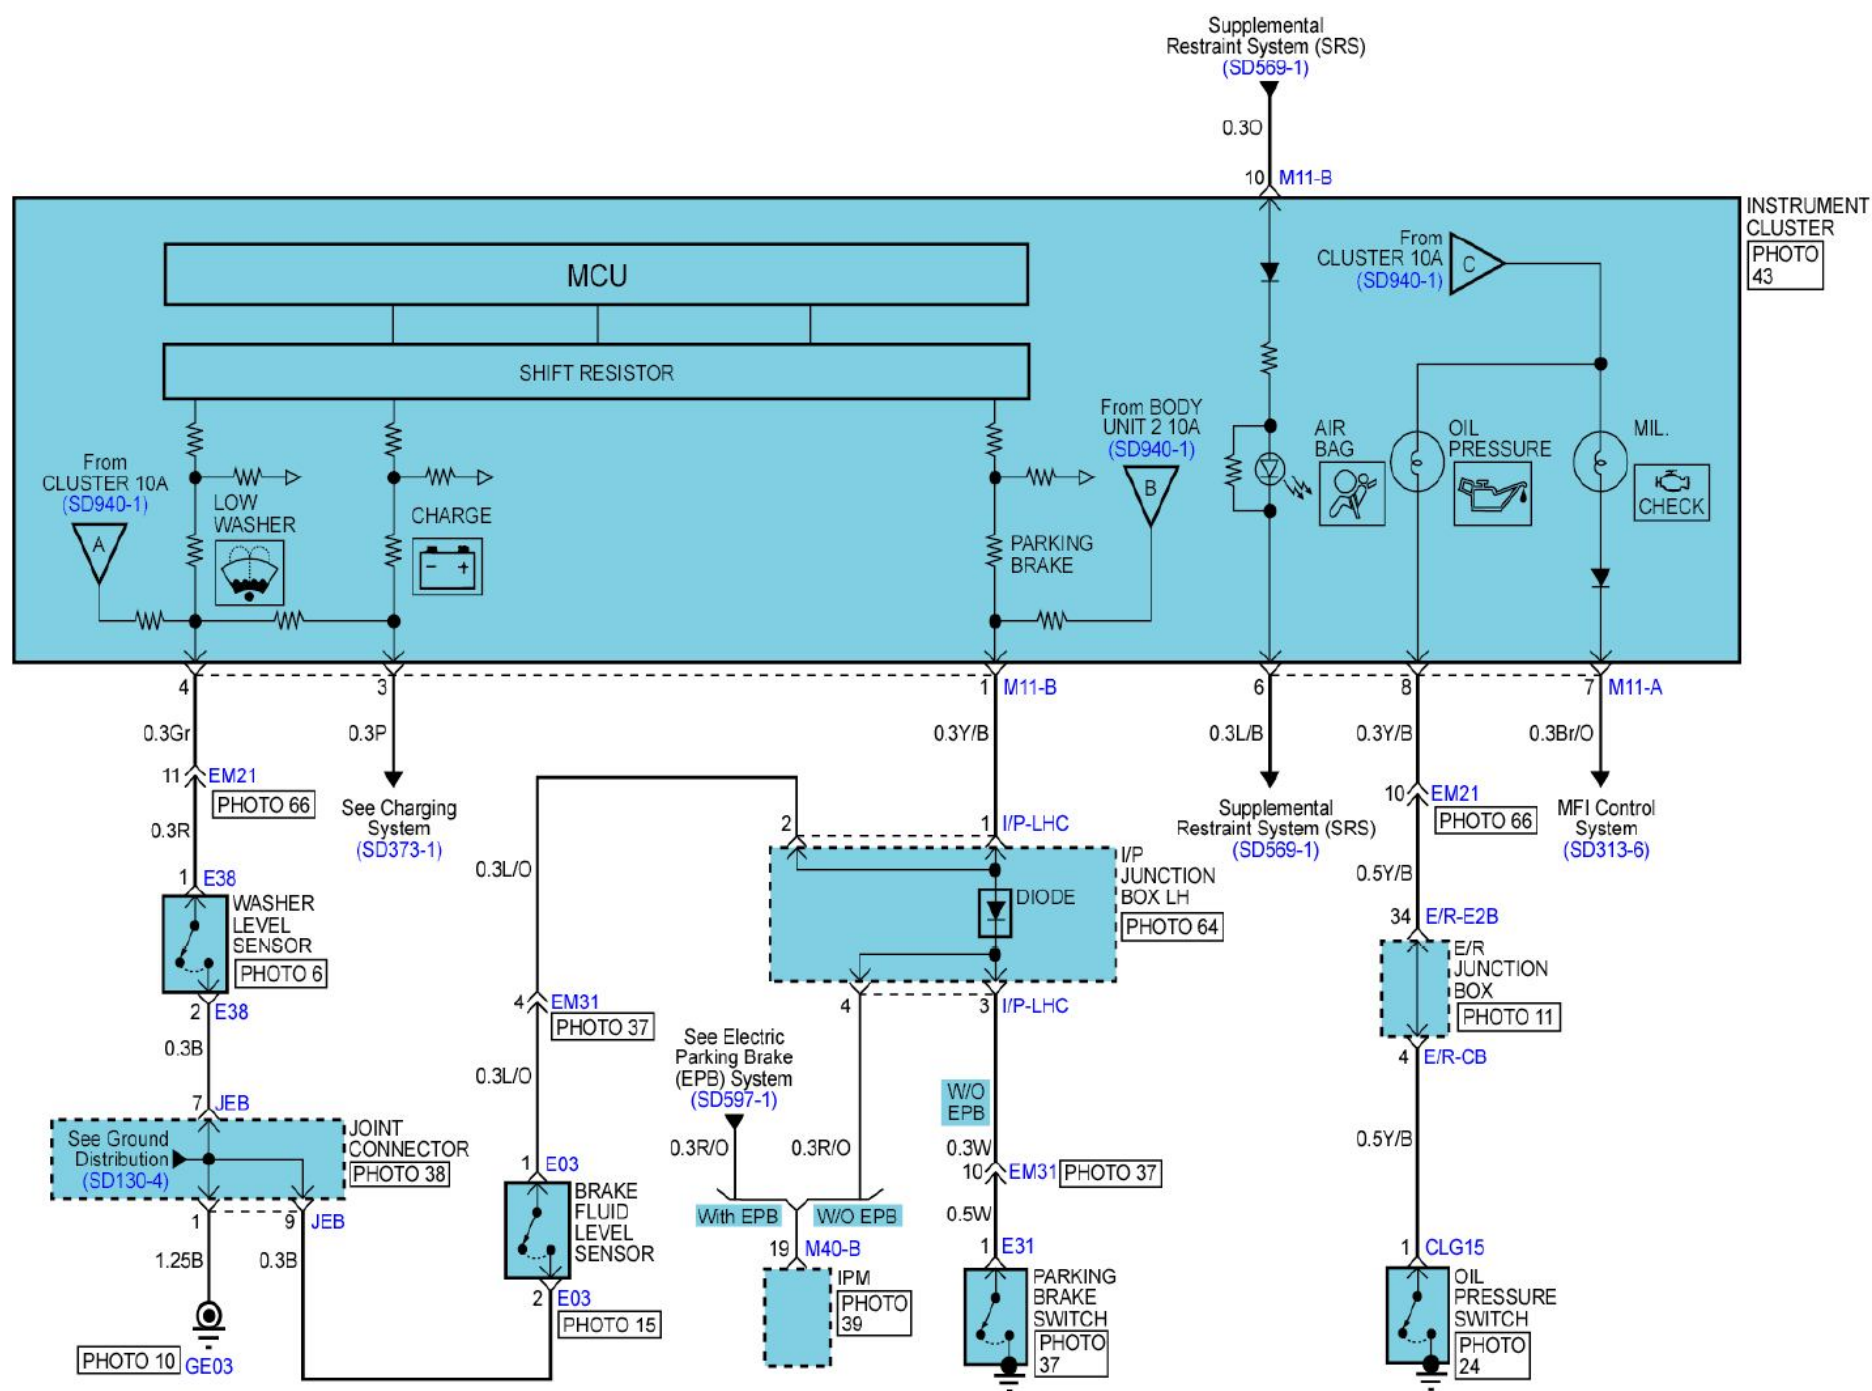 Supplemental
Restraint System (SRS)
(SD569-1)
0.3O
10 M11-B
INSTRUMENT
CLUSTER
PHOTO
43
MCU
SHIFT RESISTOR
From
CLUSTER 10A
(SD940-1)
C
From
CLUSTER 10A
(SD940-1)
A
LOW
WASHER
CHARGE
- +
From BODY
UNIT 2 10A
(SD940-1)
B
PARKING
BRAKE
AIR
BAG
OIL
PRESSURE
MIL.
CHECK
4 3 1 M11-B 6 8 7 M11-A
0.3Gr 0.3P 0.3Y/B 0.3L/B 0.3Y/B 0.3Br/O
11 EM21
PHOTO 66
0.3R
See Charging
System
(SD373-1)
Supplemental
Restraint System (SRS)
(SD569-1)
10 EM21
PHOTO 66
MFI Control
System
(SD313-6)
1 E38
WASHER
LEVEL
SENSOR
PHOTO 6
2 E38
0.3B
0.3L/O
2 1 I/P-LHC
I/P
JUNCTION
BOX LH
PHOTO 64
DIODE
4 3 I/P-LHC
0.5Y/B
34 E/R-E2B
E/R
JUNCTION
BOX
PHOTO 11
4 E/R-CB
0.5Y/B
4 EM31
PHOTO 37
0.3L/O
See Electric
Parking Brake
(EPB) System
(SD597-1)
0.3R/O 0.3R/O
W/O
EPB
0.3W
10 EM31 PHOTO 37
0.5W
7 JEB
See Ground
Distribution
(SD130-4)
JOINT
CONNECTOR
PHOTO 38
1 9 JEB
1.25B 0.3B
PHOTO 10 GE03
1 E03
BRAKE
FLUID
LEVEL
SENSOR
2 E03
PHOTO 15
With EPB W/O EPB
19 M40-B
IPM
PHOTO
39
1 E31
PARKING
BRAKE
SWITCH
PHOTO
37
1 CLG15
OIL
PRESSURE
SWITCH
PHOTO
24